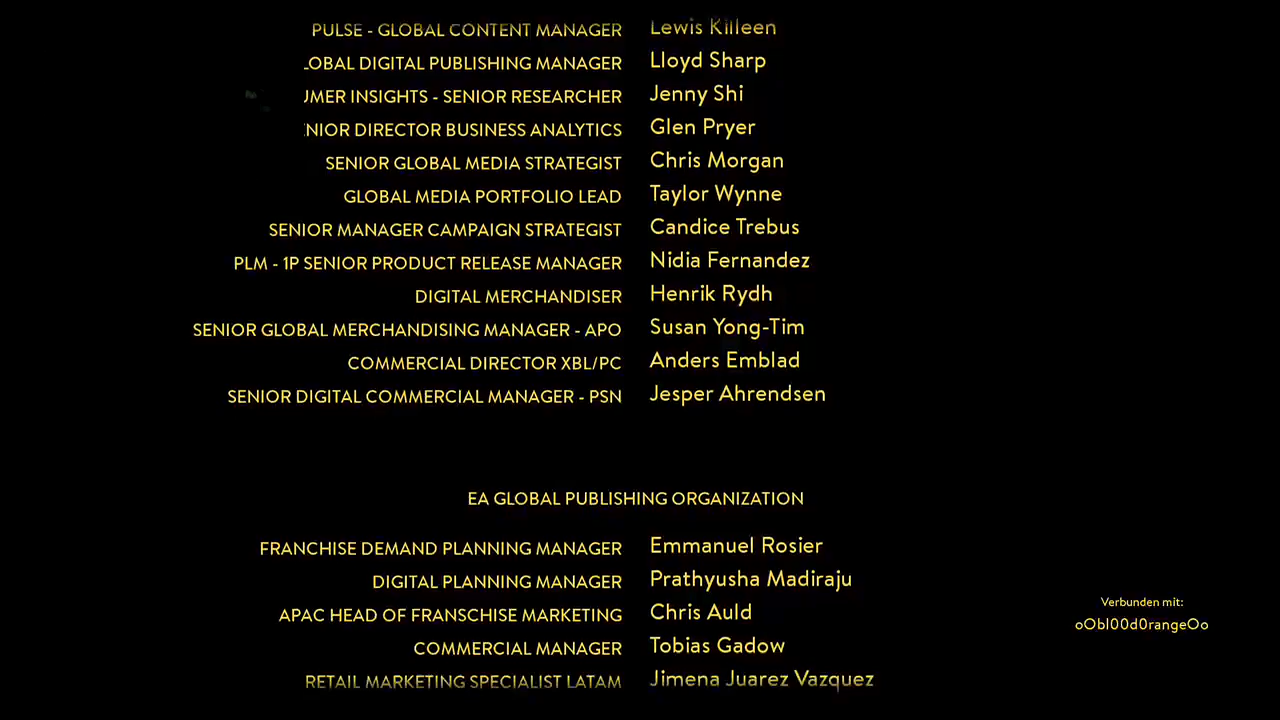 PULSE - GLOBAL CONTENT MANAGER Lewis Killeen
LOBAL DIGITAL PUBLISHING MANAGER Lloyd Sharp
UMER INSIGHTS - SENIOR RESEARCHER Jenny Shi
NIOR DIRECTOR BUSINESS ANALYTICS Glen Pryer
SENIOR GLOBAL MEDIA STRATEGIST Chris Morgan
GLOBAL MEDIA PORTFOLIO LEAD Taylor Wynne
SENIOR MANAGER CAMPAIGN STRATEGIST Candice Trebus
PLM - 1P SENIOR PRODUCT RELEASE MANAGER Nidia Fernandez
DIGITAL MERCHANDISER Henrik Rydh
SENIOR GLOBAL MERCHANDISING MANAGER - APO Susan Yong-Tim
COMMERCIAL DIRECTOR XBL/PC Anders Emblad
SENIOR DIGITAL COMMERCIAL MANAGER - PSN Jesper Ahrendsen
EA GLOBAL PUBLISHING ORGANIZATION
FRANCHISE DEMAND PLANNING MANAGER Emmanuel Rosier
DIGITAL PLANNING MANAGER Prathyusha Madiraju
APAC HEAD OF FRANSCHISE MARKETING Chris Auld
COMMERCIAL MANAGER Tobias Gadow
RETAIL MARKETING SPECIALIST LATAM Jimena Juarez Vazquez
Verbunden mit:
oObl00d0rangeOo